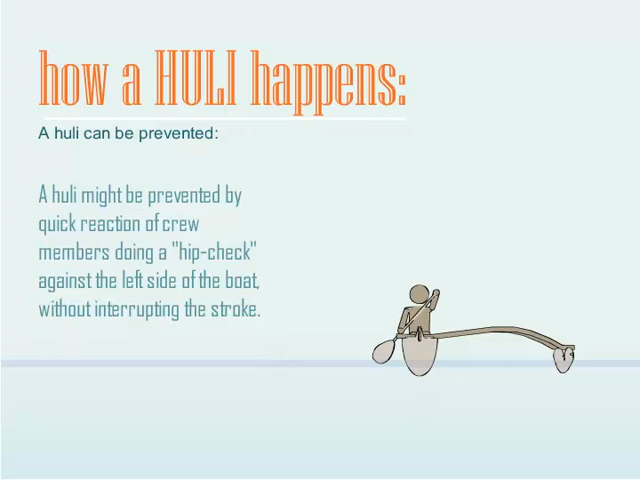 how a HULI happens:
A huli can be prevented:
A huli might be prevented by
quick reaction of crew
members doing a "hip-check"
against the left side of the boat,
without interrupting the stroke.